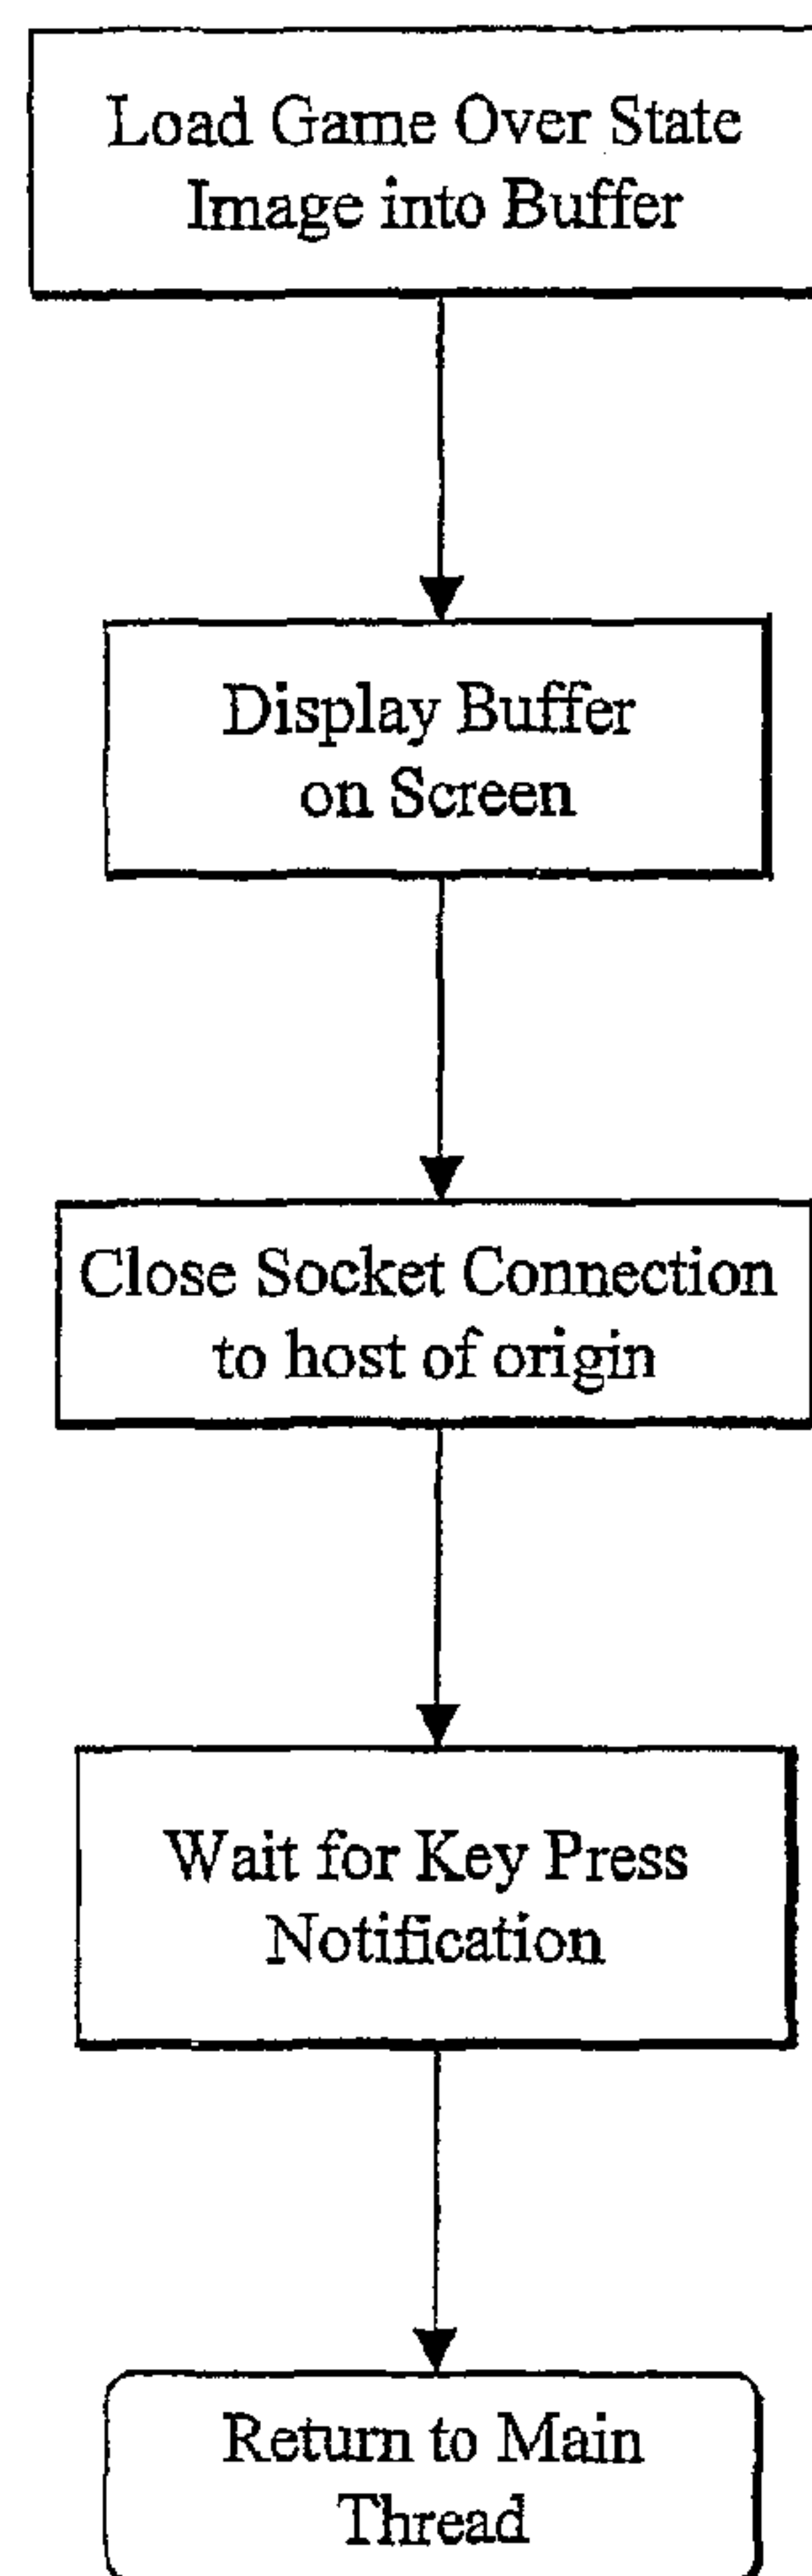 Load Game Over State
Image into Buffer
Display Buffer
on Screen
Close Socket Connection
to host of origin
Wait for Key Press
Notification
Return to Main
Thread